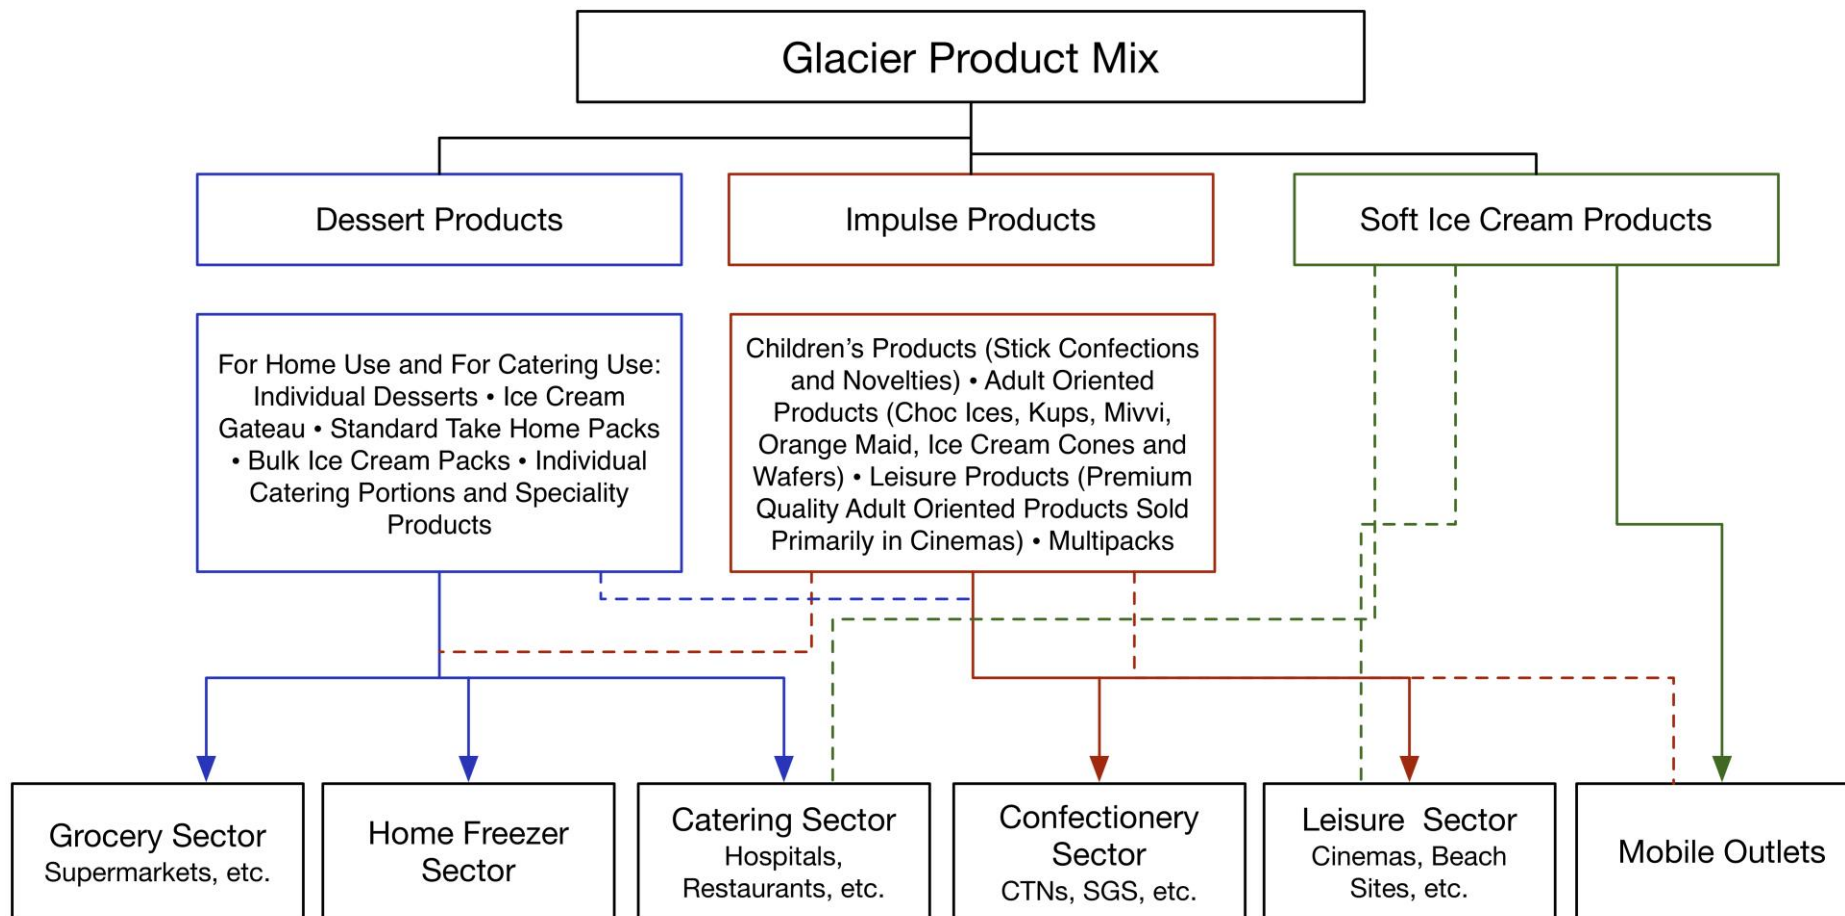 Glacier Product Mix
Dessert Products
Impulse Products
Soft Ice Cream Products
For Home Use and For Catering Use:
Individual Desserts • Ice Cream
Gateau • Standard Take Home Packs
• Bulk Ice Cream Packs • Individual
Catering Portions and Speciality
Products
Children’s Products (Stick Confections
and Novelties) • Adult Oriented
Products (Choc Ices, Kups, Mivvi,
Orange Maid, Ice Cream Cones and
Wafers) • Leisure Products (Premium
Quality Adult Oriented Products Sold
Primarily in Cinemas) • Multipacks
Grocery Sector
Supermarkets, etc.
Home Freezer
Sector
Catering Sector
Hospitals,
Restaurants, etc.
Confectionery
Sector
CTNs, SGS, etc.
Leisure Sector
Cinemas, Beach
Sites, etc.
Mobile Outlets